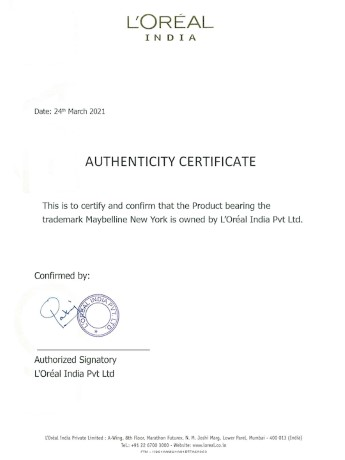 L'ORÉAL
INDIA
Date: 24th March 2021
AUTHENTICITY CERTIFICATE
This is to certify and confirm that the Product bearing the
trademark Maybelline New York is owned by L'Oréal India Pvt Ltd.
Confirmed by:
L'ORÉAL INDIA PVT LTD
Authorized Signatory
L'Oréal India Pvt Ltd
L'Oréal India Private Limited : A-Wing, 8th Floor, Marathon Futurex, N. M. Joshi Marg, Lower Parel, Mumbai - 400 013 (India)
Tel.: +91 22 6700 3000 - Website: www.loreal.co.in